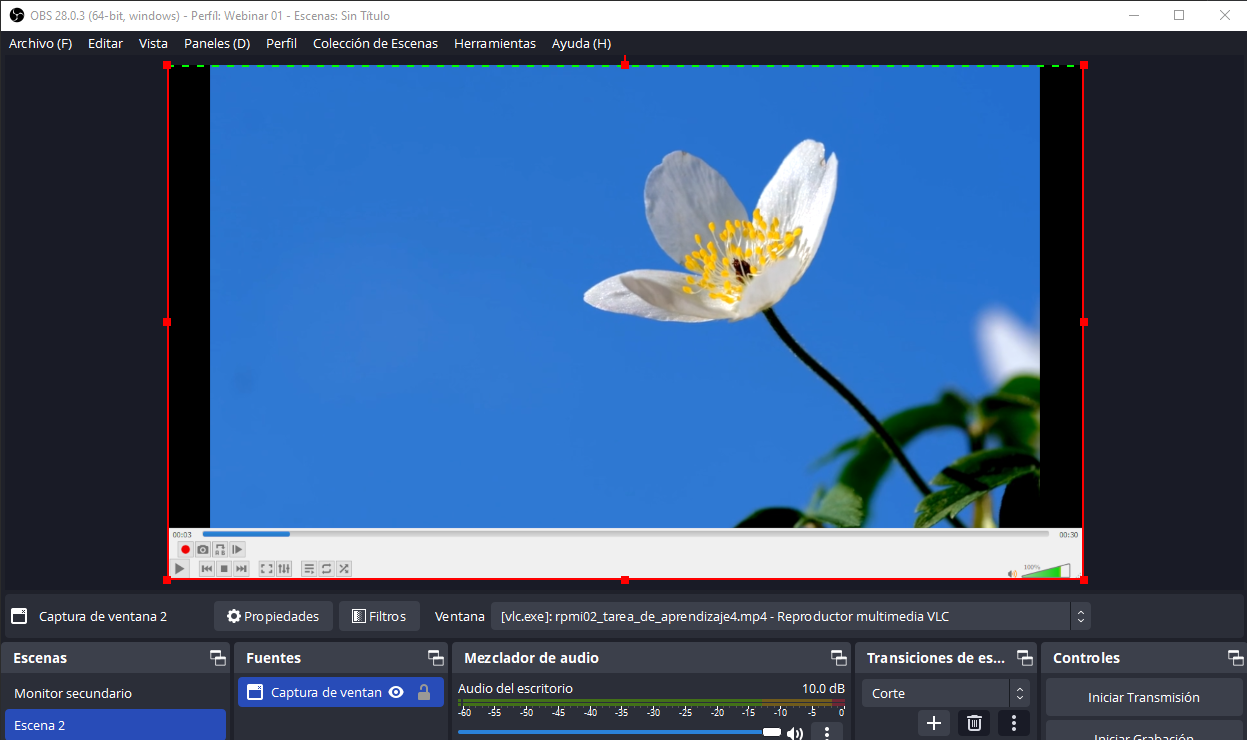 OBS 28.0.3 (64-bit, windows) - Perfíl: Webinar 01 - Escenas: Sin Título
Archivo (F) Editar Vista Paneles (D) Perfil Colección de Escenas Herramientas Ayuda (H)
00:03 00:30
100%
Captura de ventana 2 Propiedades Filtros Ventana [vlc.exe]: rpmi02_tarea_de_aprendizaje4.mp4 - Reproductor multimedia VLC
Escenas Fuentes Mezclador de audio Transiciones de es... Controles
Monitor secundario Captura de ventan Audio del escritorio 10.0 dB Corte Iniciar Transmisión
-60 -55 -50 -45 -40 -35 -30 -25 -20 -15 -10 -5 0
Escena 2 Iniciar Grabación